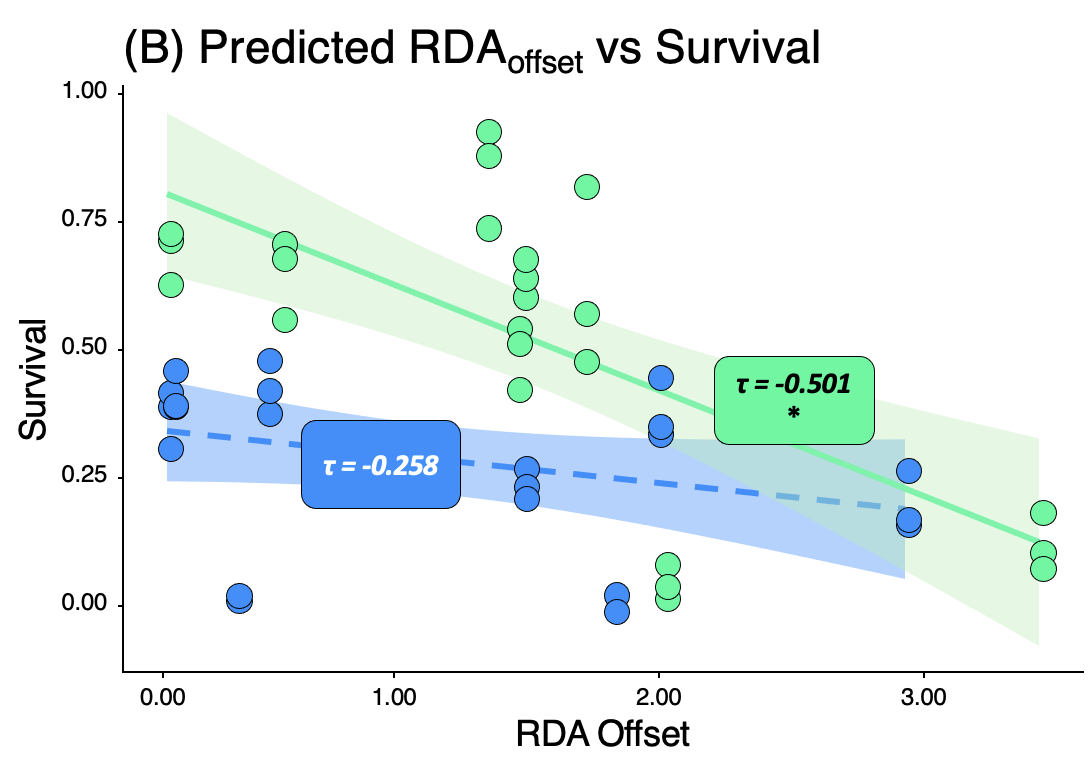 (B) Predicted RDAoffset vs Survival
1.00
0.75
0.50
0.25
0.00
Survival
τ = -0.501
*
τ = -0.258
0.00 1.00 2.00 3.00
RDA Offset